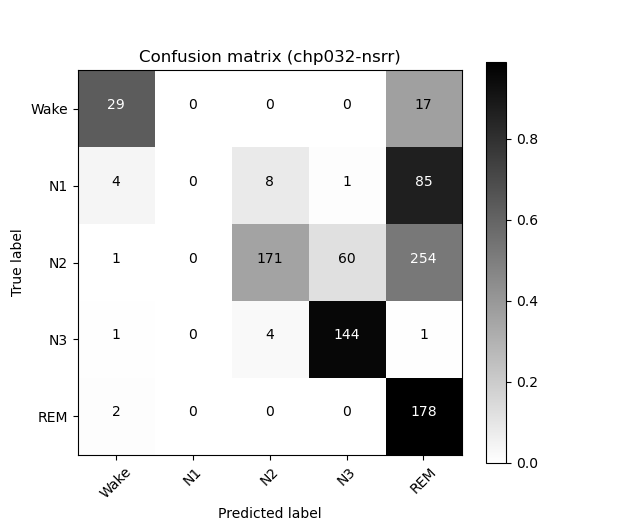 Confusion matrix (chp032-nsrr)
True label
Wake 29 0 0 0 17
N1 4 0 8 1 85
N2 1 0 171 60 254
N3 1 0 4 144 1
REM 2 0 0 0 178
Wake N1 N2 N3 REM
Predicted label
0.8
0.6
0.4
0.2
0.0